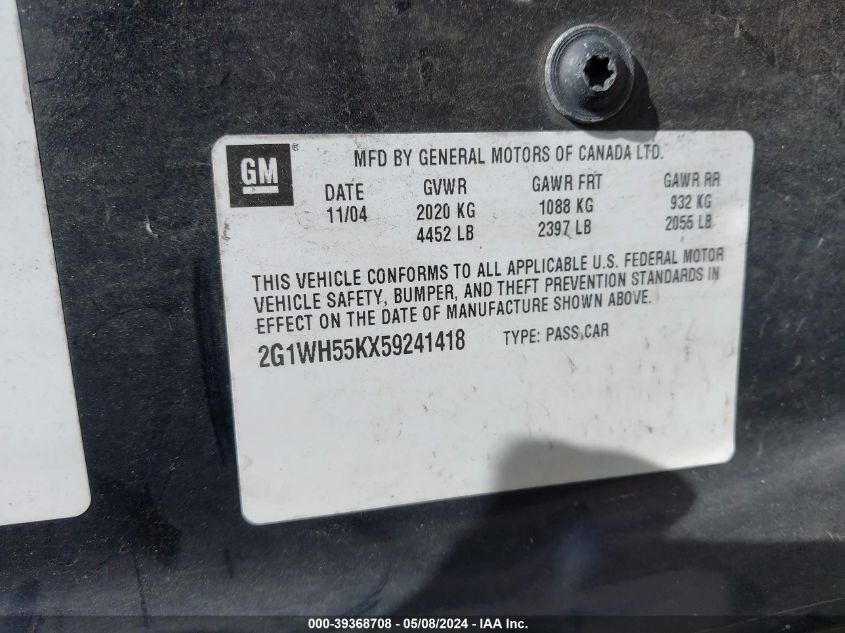 GM ®
MFD BY GENERAL MOTORS OF CANADA LTD.
DATE GVWR GAWR FRT GAWR RR
11/04 2020 KG 1088 KG 932 KG
4452 LB 2397 LB 2055 LB
THIS VEHICLE CONFORMS TO ALL APPLICABLE U.S. FEDERAL MOTOR
VEHICLE SAFETY, BUMPER, AND THEFT PREVENTION STANDARDS IN
EFFECT ON THE DATE OF MANUFACTURE SHOWN ABOVE.
2G1WH55KX59241418 TYPE: PASS.CAR
000-39368708 - 05/08/2024 - IAA Inc.